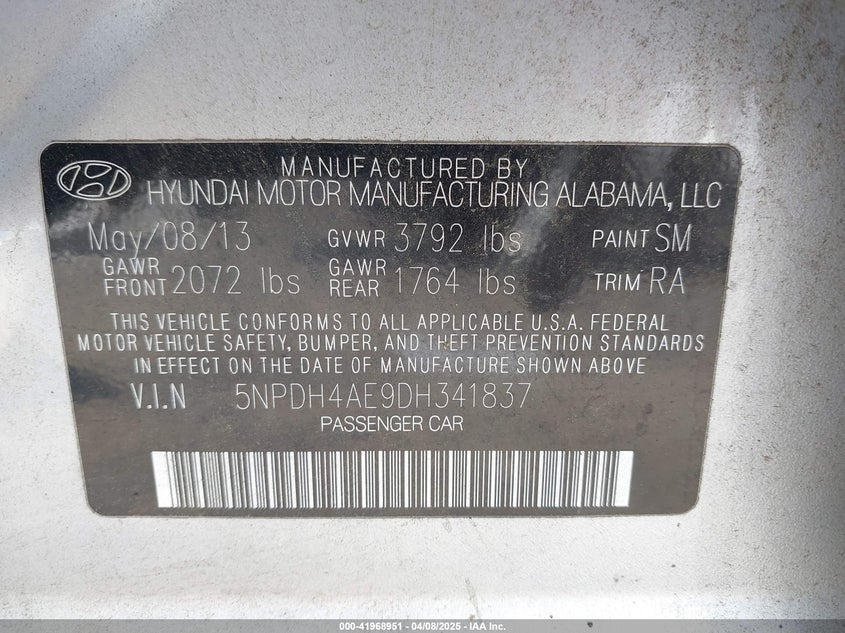 MANUFACTURED BY
HYUNDAI MOTOR MANUFACTURING ALABAMA, LLC
May/08/13 GVWR 3792 lbs PAINT SM
GAWR FRONT 2072 lbs GAWR REAR 1764 lbs TRIM RA
THIS VEHICLE CONFORMS TO ALL APPLICABLE U.S.A. FEDERAL
MOTOR VEHICLE SAFETY, BUMPER, AND THEFT PREVENTION STANDARDS
IN EFFECT ON THE DATE OF MANUFACTURE SHOWN ABOVE
V.I.N 5NPDH4AE9DH341837
PASSENGER CAR
000-41968951 - 04/08/2025 - IAA Inc.